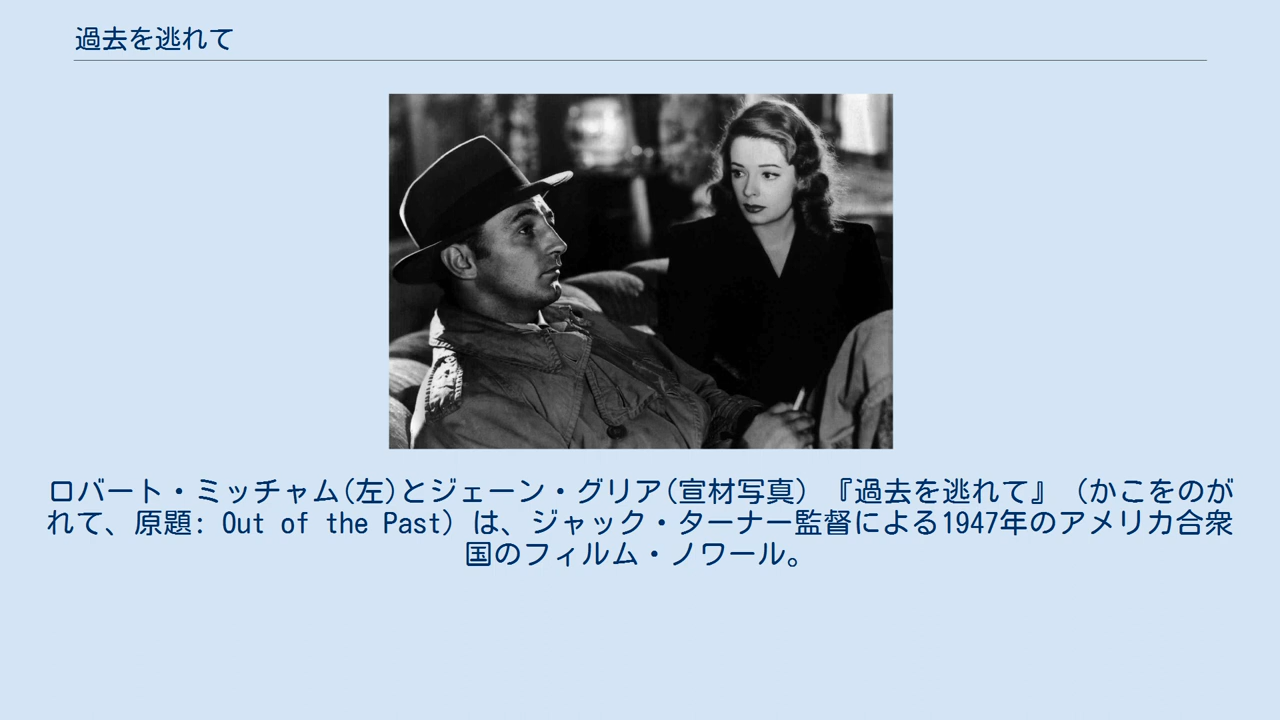 過去を逃れて
ロバート・ミッチャム(左)とジェーン・グリア(宣材写真) 『過去を逃れて』（かこをのが
れて、原題: Out of the Past）は、ジャック・ターナー監督による1947年のアメリカ合衆
国のフィルム・ノワール。